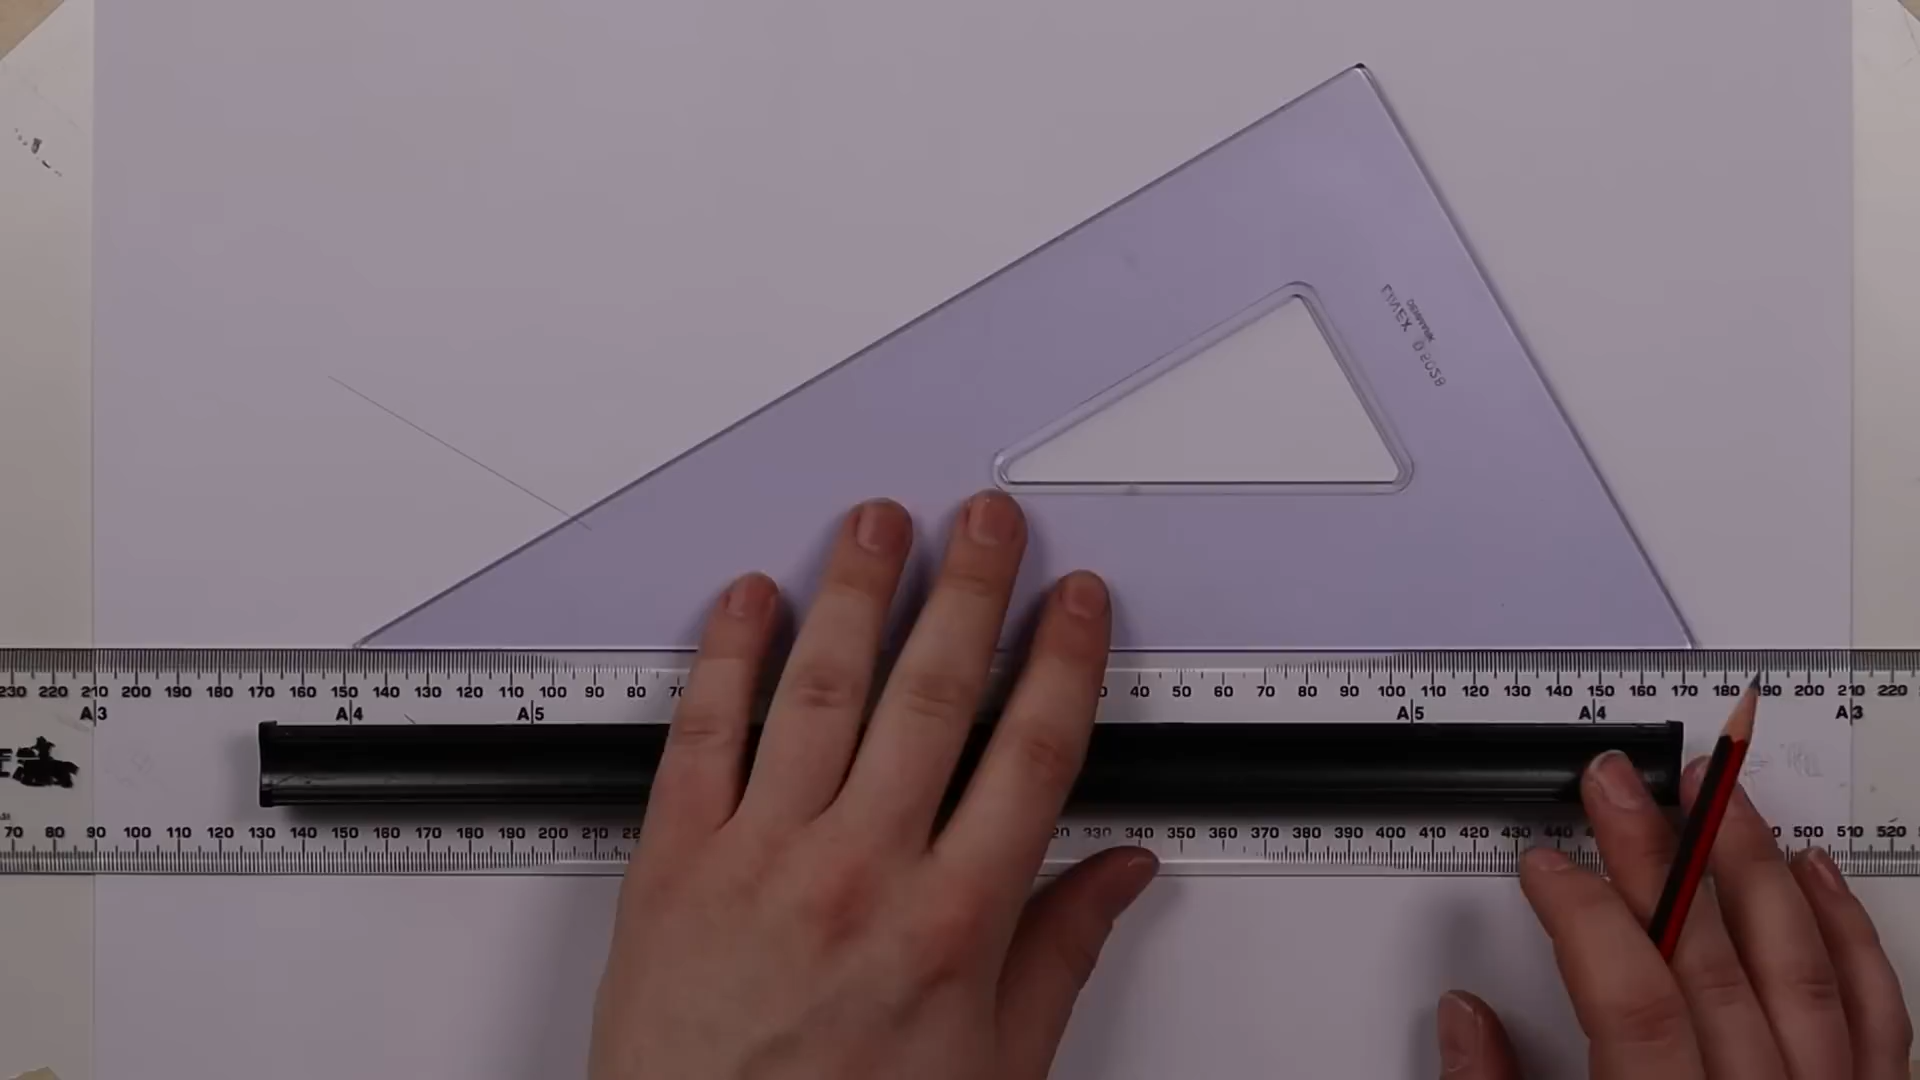 DENMARK
LINEX
230 220 210 200 190 180 170 160 150 140 130 120 110 100 90 80 40 50 60 70 80 90 100 110 120 130 140 150 160 170 180 190 200 210 220
A3 A4 A5 A5 A4 A3
70 80 90 100 110 120 130 140 150 160 170 180 190 200 210 330 340 350 360 370 380 390 400 410 420 430 440 500 510 520